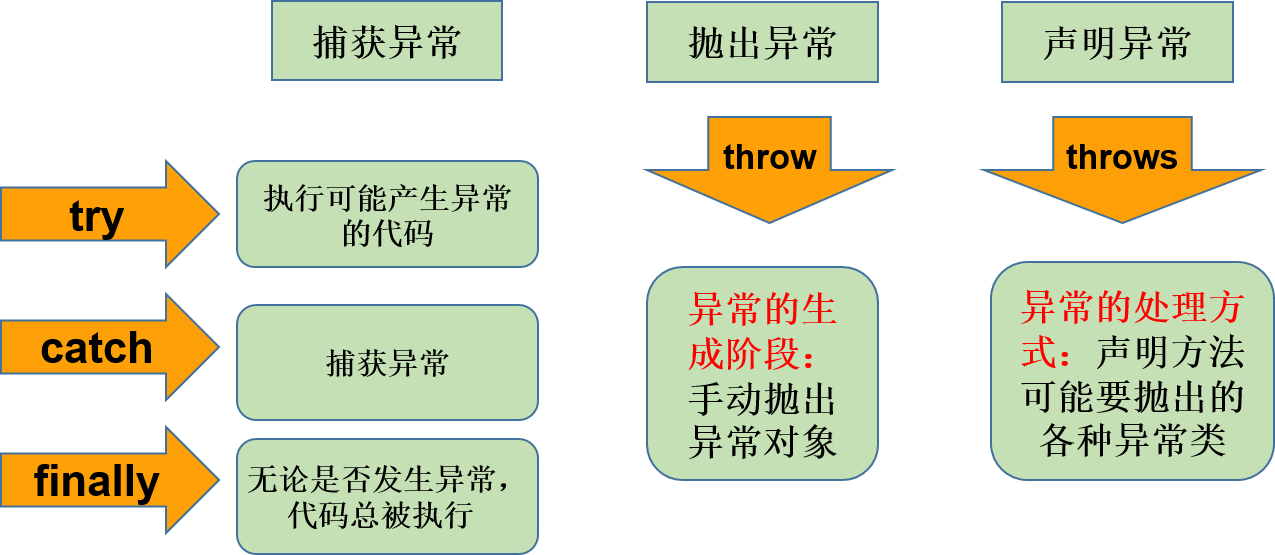 捕获异常
抛出异常
声明异常
try
执行可能产生异常
的代码
catch
捕获异常
finally
无论是否发生异常，
代码总被执行
throw
异常的生
成阶段：
手动抛出
异常对象
throws
异常的处理方
式：声明方法
可能要抛出的
各种异常类